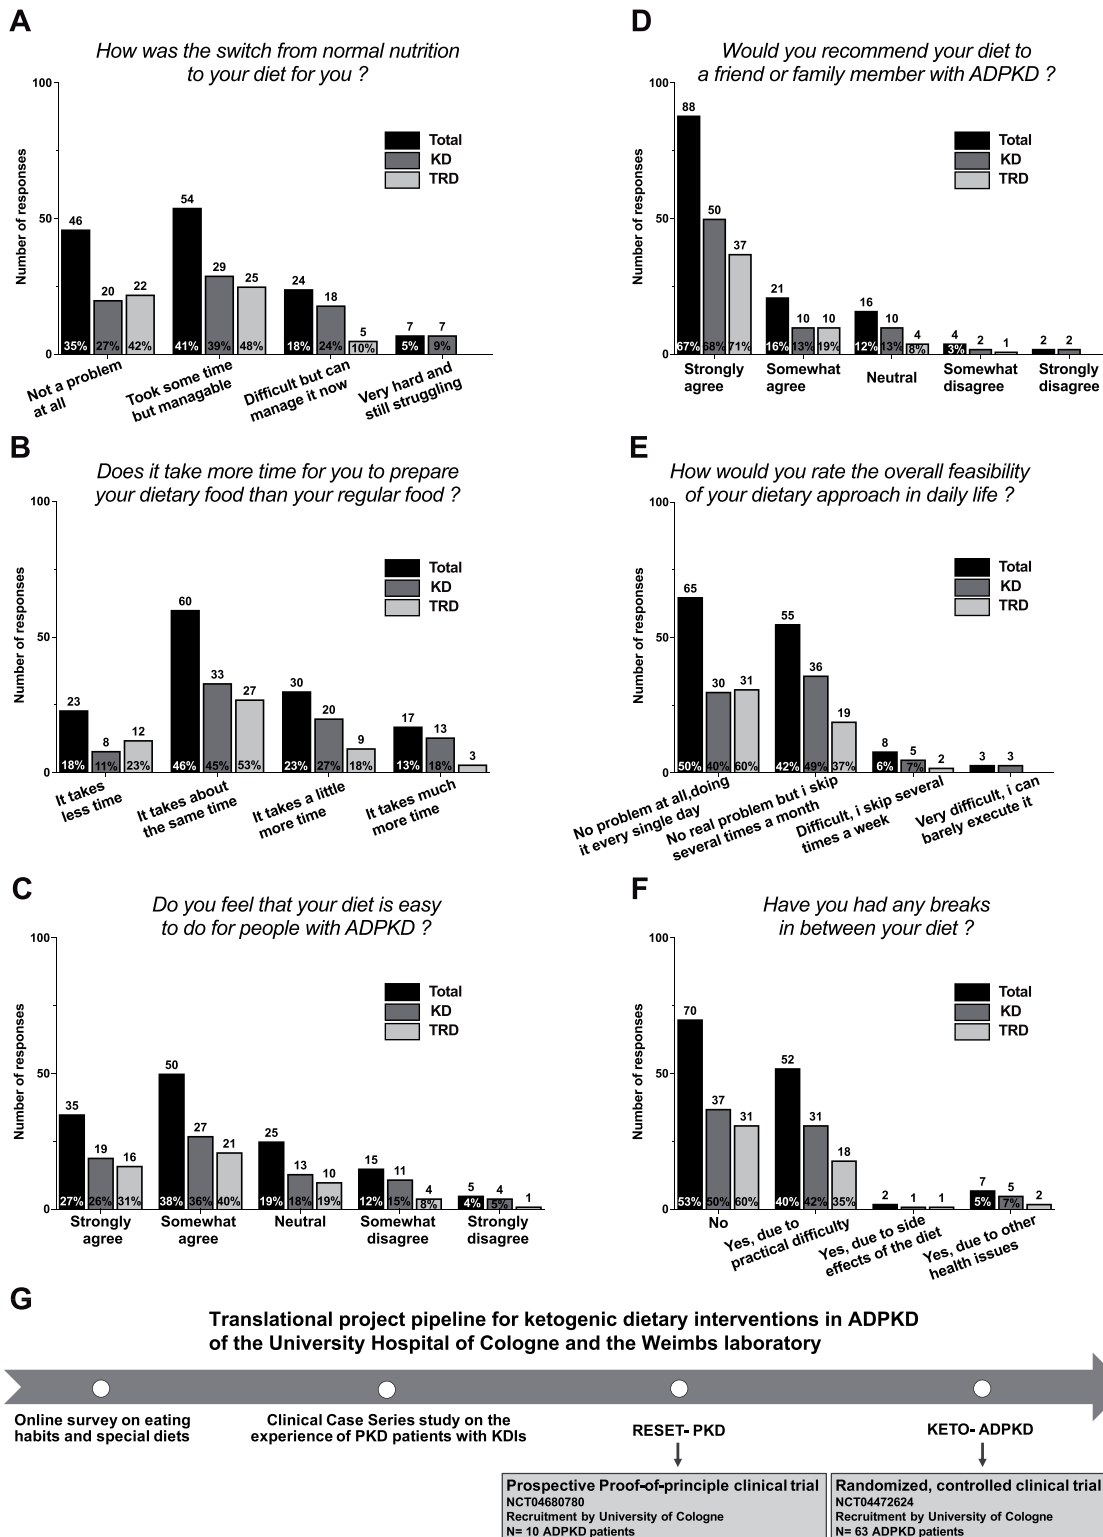 A
How was the switch from normal nutrition
to your diet for you ?
100
50
0
Number of responses
Total
KD
TRD
46
20
22
54
29
25
24
18
5
7
7
35%
27%
42%
41%
39%
48%
18%
24%
10%
5%
9%
Not a problem
at all
Took some time
but managable
Difficult but can
manage it now
Very hard and
still struggling
D
Would you recommend your diet to
a friend or family member with ADPKD ?
100
50
0
Number of responses
Total
KD
TRD
88
50
37
21
10
10
16
10
4
4
2
1
2
2
67%
68%
71%
16%
13%
19%
12%
13%
8%
3%
Strongly
agree
Somewhat
agree
Neutral
Somewhat
disagree
Strongly
disagree
B
Does it take more time for you to prepare
your dietary food than your regular food ?
100
50
0
Number of responses
Total
KD
TRD
23
8
12
60
33
27
30
20
9
17
13
3
18%
11%
23%
46%
45%
53%
23%
27%
18%
13%
18%
It takes
less time
It takes about
the same time
It takes a little
more time
It takes much
more time
E
How would you rate the overall feasibility
of your dietary approach in daily life ?
100
50
0
Number of responses
Total
KD
TRD
65
30
31
55
36
19
8
5
2
3
3
50%
40%
60%
42%
49%
37%
6%
7%
No problem at all,doing
it every single day
No real problem but i skip
several times a month
Difficult, i skip several
times a week
Very difficult, i can
barely execute it
C
Do you feel that your diet is easy
to do for people with ADPKD ?
100
50
0
Number of responses
Total
KD
TRD
35
19
16
50
27
21
25
13
10
15
11
4
5
4
1
27%
26%
31%
38%
36%
40%
19%
18%
19%
12%
15%
8%
4%
5%
Strongly
agree
Somewhat
agree
Neutral
Somewhat
disagree
Strongly
disagree
F
Have you had any breaks
in between your diet ?
100
50
0
Number of responses
Total
KD
TRD
70
37
31
52
31
18
2
1
1
7
5
2
53%
50%
60%
40%
42%
35%
5%
7%
No
Yes, due to
practical difficulty
Yes, due to side
effects of the diet
Yes, due to other
health issues
G
Translational project pipeline for ketogenic dietary interventions in ADPKD
of the University Hospital of Cologne and the Weimbs laboratory
Online survey on eating
habits and special diets
Clinical Case Series study on the
experience of PKD patients with KDIs
RESET- PKD
Prospective Proof-of-principle clinical trial
NCT04680780
Recruitment by University of Cologne
N= 10 ADPKD patients
KETO- ADPKD
Randomized, controlled clinical trial
NCT04472624
Recruitment by University of Cologne
N= 63 ADPKD patients